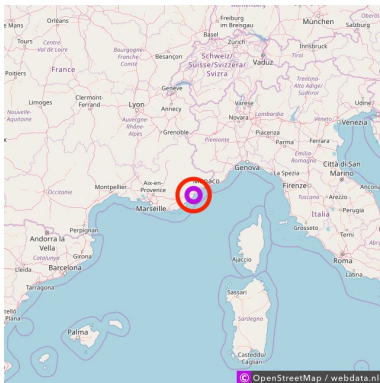 Orléans
Freiburg
im Breisgau
München
Salzburg
Tours
Centre-
Val de Loire
Bourgogne-
Franche-
Comté
Besançon
Basel
Zürich
Schweiz/
Suisse/Svizzera/
Svizra
Vaduz
Innsbruck
Tirol
Poitiers
France
Trentino-
Alto Adige/
Südtirol
Limoges
Clermont-
Ferrand
Lyon
Geneve
Annecy
Varese
Novara
Lombardia
Udine
Veneto
Venezia
Nouvelle-
Aquitaine
Auvergne
Rhône-
Alpes
Grenoble
Piemonte
Piacenza
Parma
Ferrara
Emilia-
Romagna
Genova
La Spezia
Città di San
Marino
Occitanie
Montpellier
Aix-en-
Provence
Marseille
Firenze
Toscana
Arezzo
Ancona
Perugia
Italia
Grosseto
Terni
Perpignan
Andorra la
Vella
Catalunya
Girona
Lleida
Barcelona
Tarragona
Ajaccio
Roma
Latina
Sassari
Sardegna
Palma
Casteddu/
Cagliari
© OpenStreetMap / webdata.nl